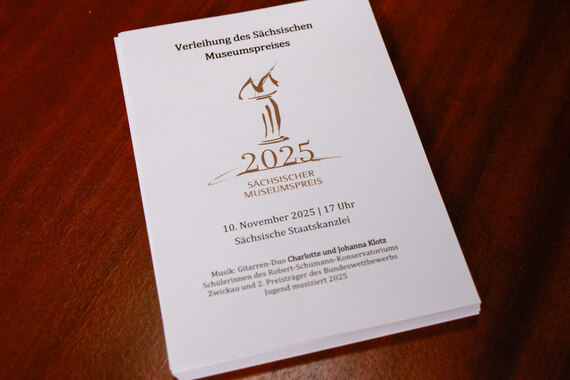 Verleihung des Sächsischen
Museumspreises
2025
SÄCHSISCHER
MUSEUMSPREIS
10. November 2025 | 17 Uhr
Sächsische Staatskanzlei
Musik: Gitarren-Duo Charlotte und Johanna Klotz
Schülerinnen des Robert-Schumann-Konservatoriums
Zwickau und 2. Preisträger des Bundeswettbewerbs
Jugend musiziert 2025